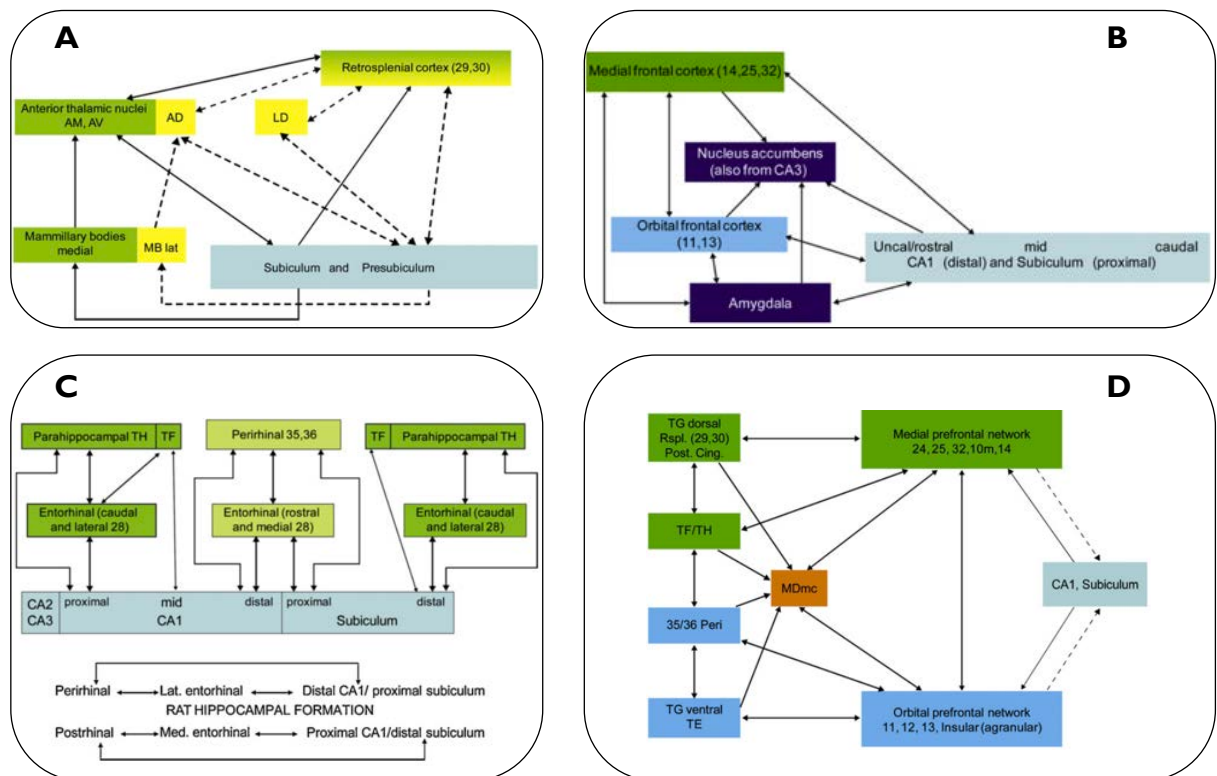 A
Retrosplenial cortex (29,30)
Anterior thalamic nuclei
AM, AV
AD
LD
Mammillary bodies
medial
MB lat
Subiculum and Presubiculum
B
Medial frontal cortex (14,25,32)
Nucleus accumbens
(also from CA3)
Orbital frontal cortex
(11,13)
Uncal/rostral mid caudal
CA1 (distal) and Subiculum (proximal)
Amygdala
C
Parahippocampal TH TF
Perirhinal 35,36
TF Parahippocampal TH
Entorhinal (caudal
and lateral 28)
Entorhinal (rostral
and medial 28)
Entorhinal (caudal
and lateral 28)
CA2
CA3
proximal mid distal
CA1
proximal distal
Subiculum
Perirhinal Lat. entorhinal Distal CA1/ proximal subiculum
RAT HIPPOCAMPAL FORMATION
Postrhinal Med. entorhinal Proximal CA1/distal subiculum
D
TG dorsal
Rspl. (29,30)
Post. Cing.
Medial prefrontal network
24, 25, 32,10m,14
TF/TH
MDmc
CA1, Subiculum
35/36 Peri
TG ventral
TE
Orbital prefrontal network
11, 12, 13, Insular (agranular)